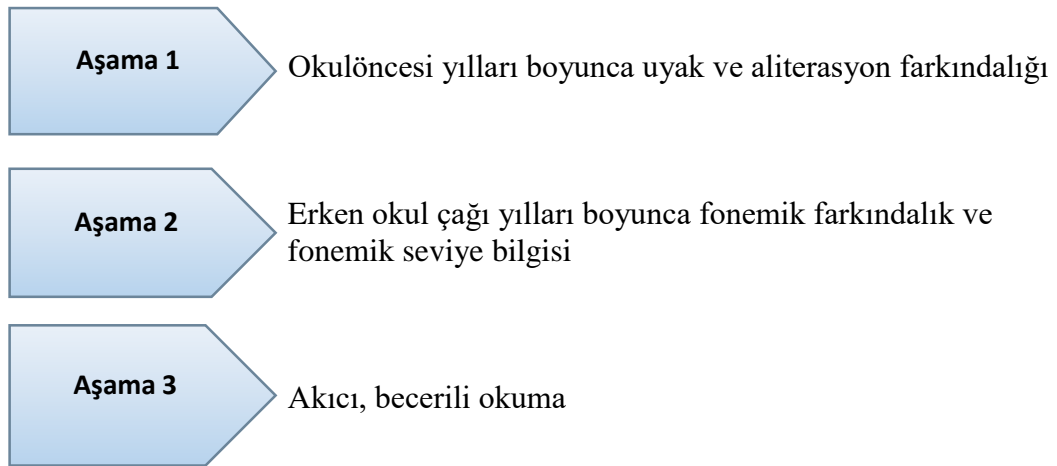 Aşama 1
Okulöncesi yılları boyunca uyak ve aliterasyon farkındalığı
Aşama 2
Erken okul çağı yılları boyunca fonemik farkındalık ve
fonemik seviye bilgisi
Aşama 3
Akıcı, becerili okuma